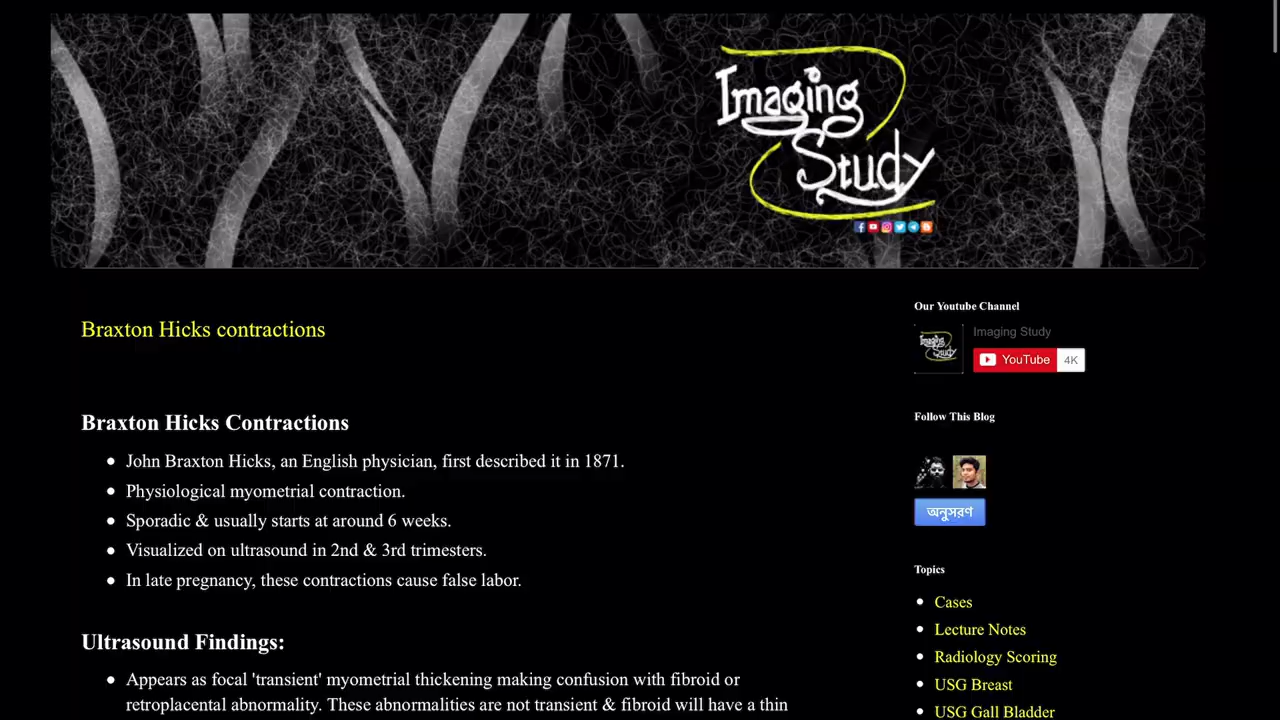 Imaging
Study
Braxton Hicks contractions
Braxton Hicks Contractions
John Braxton Hicks, an English physician, first described it in 1871.
Physiological myometrial contraction.
Sporadic & usually starts at around 6 weeks.
Visualized on ultrasound in 2nd & 3rd trimesters.
In late pregnancy, these contractions cause false labor.
Ultrasound Findings:
Appears as focal 'transient' myometrial thickening making confusion with fibroid or
retroplacental abnormality. These abnormalities are not transient & fibroid will have a thin
Our Youtube Channel
Imaging Study
YouTube 4K
Follow This Blog
অনুসরণ
Topics
Cases
Lecture Notes
Radiology Scoring
USG Breast
USG Gall Bladder